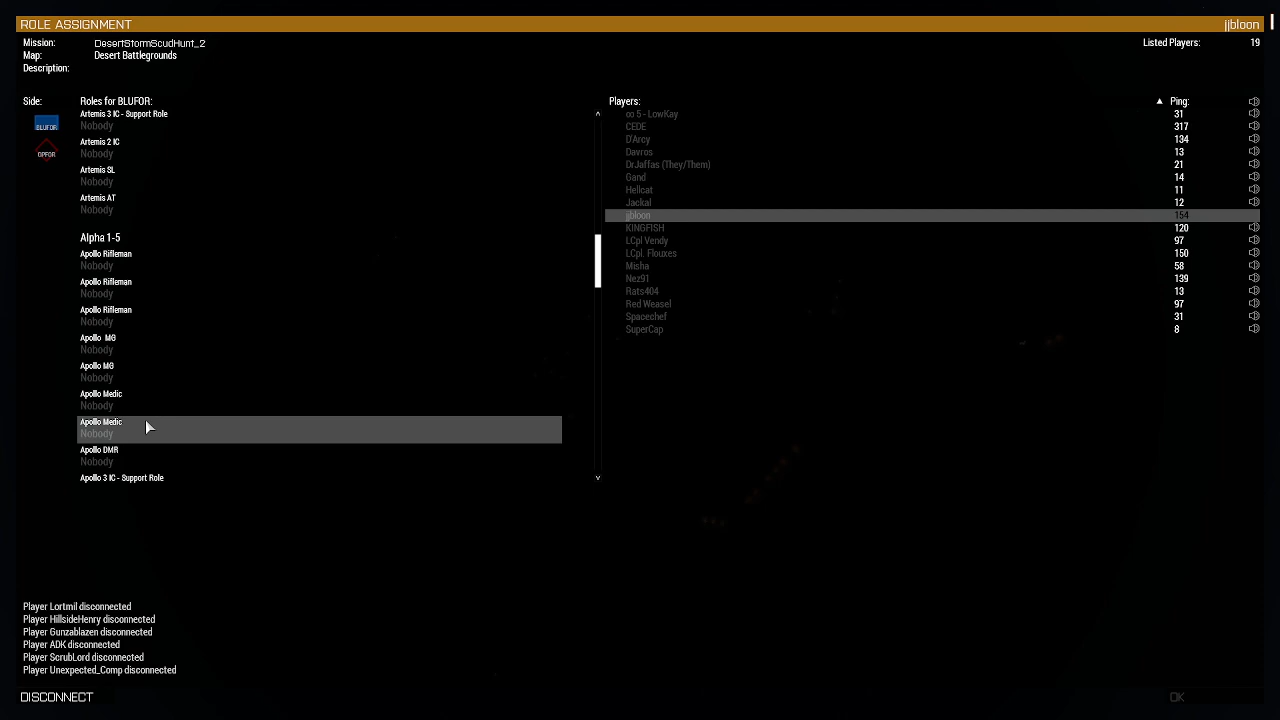 ROLE ASSIGNMENT jjbloon
Mission: DesertStormScudHunt_2 Listed Players: 19
Map: Desert Battlegrounds
Description:
Side: Roles for BLUFOR: Players: Ping:
Artemis 3 IC - Support Role
Nobody
BLUFOR
Artemis 2 IC
Nobody
OPFOR
Artemis SL
Nobody
Artemis AT
Nobody
Alpha 1-5
Apollo Rifleman
Nobody
Apollo Rifleman
Nobody
Apollo Rifleman
Nobody
Apollo MG
Nobody
Apollo MG
Nobody
Apollo Medic
Nobody
Apollo Medic
Nobody
Apollo DMR
Nobody
Apollo 3 IC - Support Role
∞ 5 - LowKay 31
CEDE 317
D'Arcy 134
Davros 13
DrJaffas (They/Them) 21
Gand 14
Hellcat 11
Jackal 12
jjbloon 154
KINGFISH 120
LCpl Vendy 97
LCpl. Flouxes 150
Misha 58
Nez91 139
Rats404 13
Red Weasel 97
Spacechef 31
SuperCap 8
Player Lortmil disconnected
Player HillsideHenry disconnected
Player Gunzablazen disconnected
Player ADK disconnected
Player ScrubLord disconnected
Player Unexpected_Comp disconnected
DISCONNECT OK